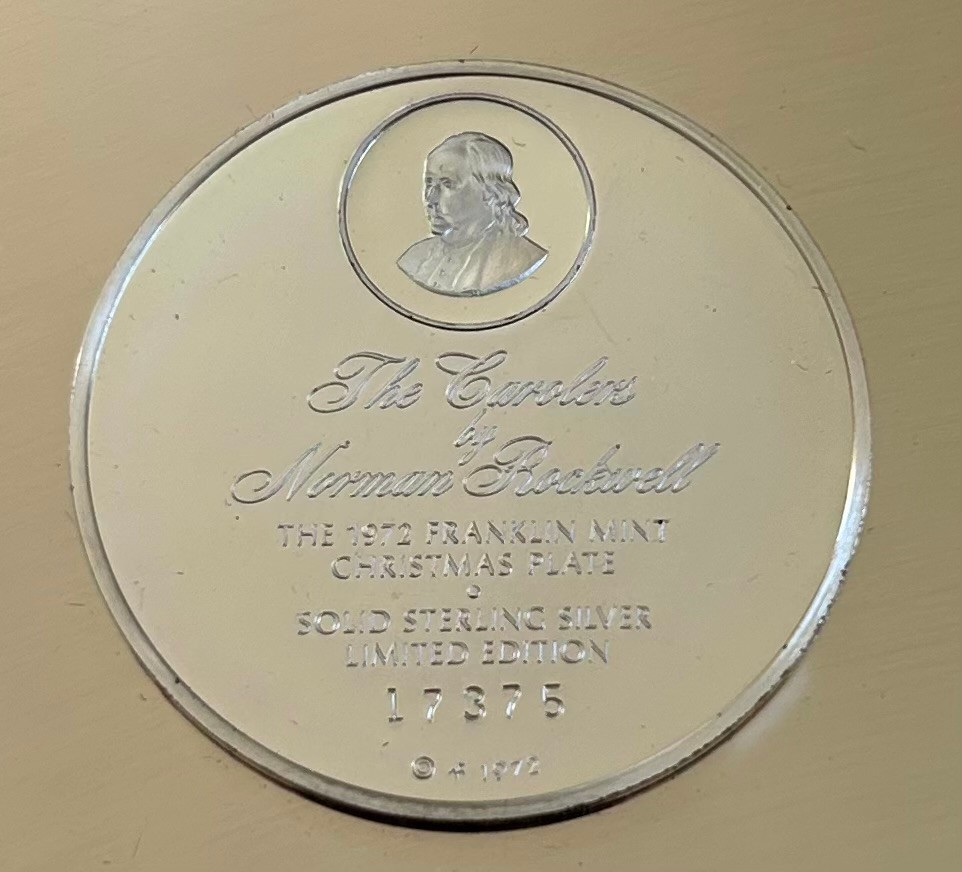 The Carolers
by
Norman Rockwell
THE 1972 FRANKLIN MINT
CHRISTMAS PLATE
SOLID STERLING SILVER
LIMITED EDITION
17375
© 1972